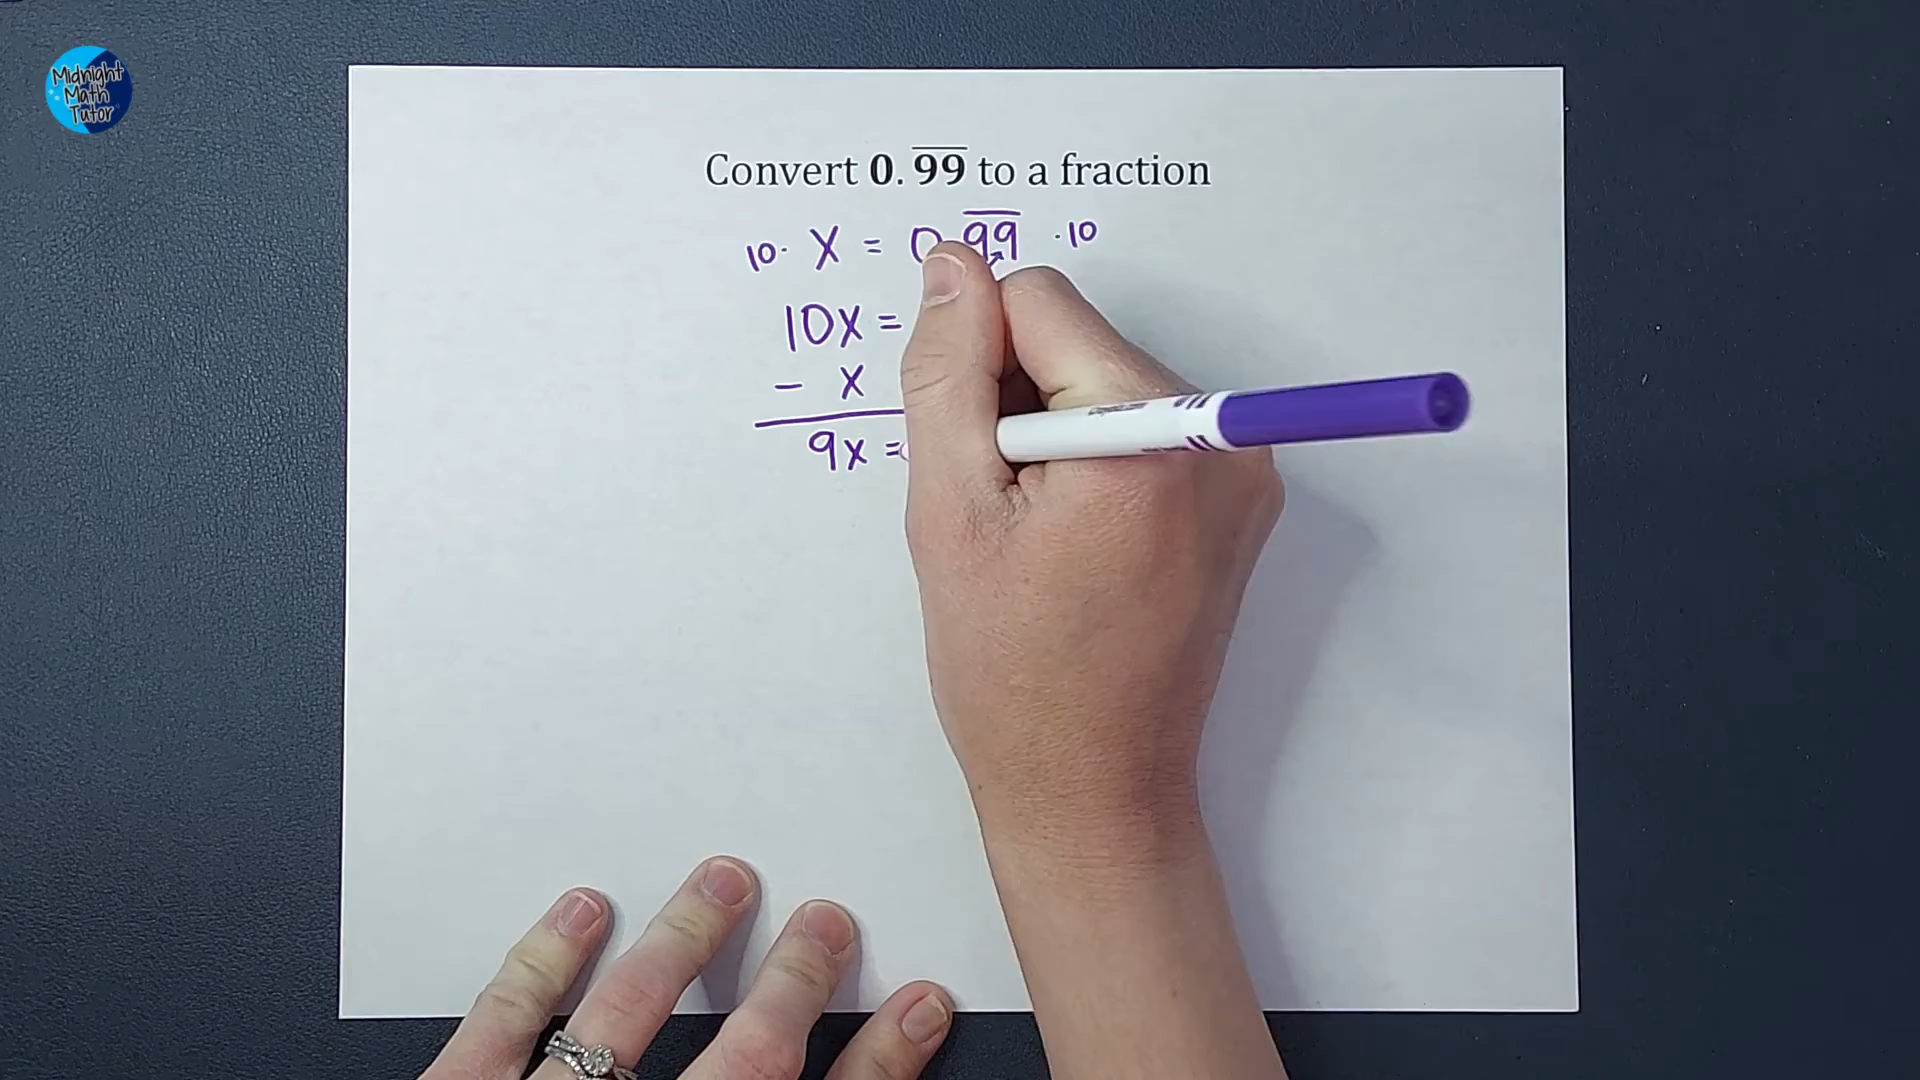 Midnight
Math
Tutor
Convert 0.99̅ to a fraction
10· X = 0 99̅ ·10
10x =
- x
9x =